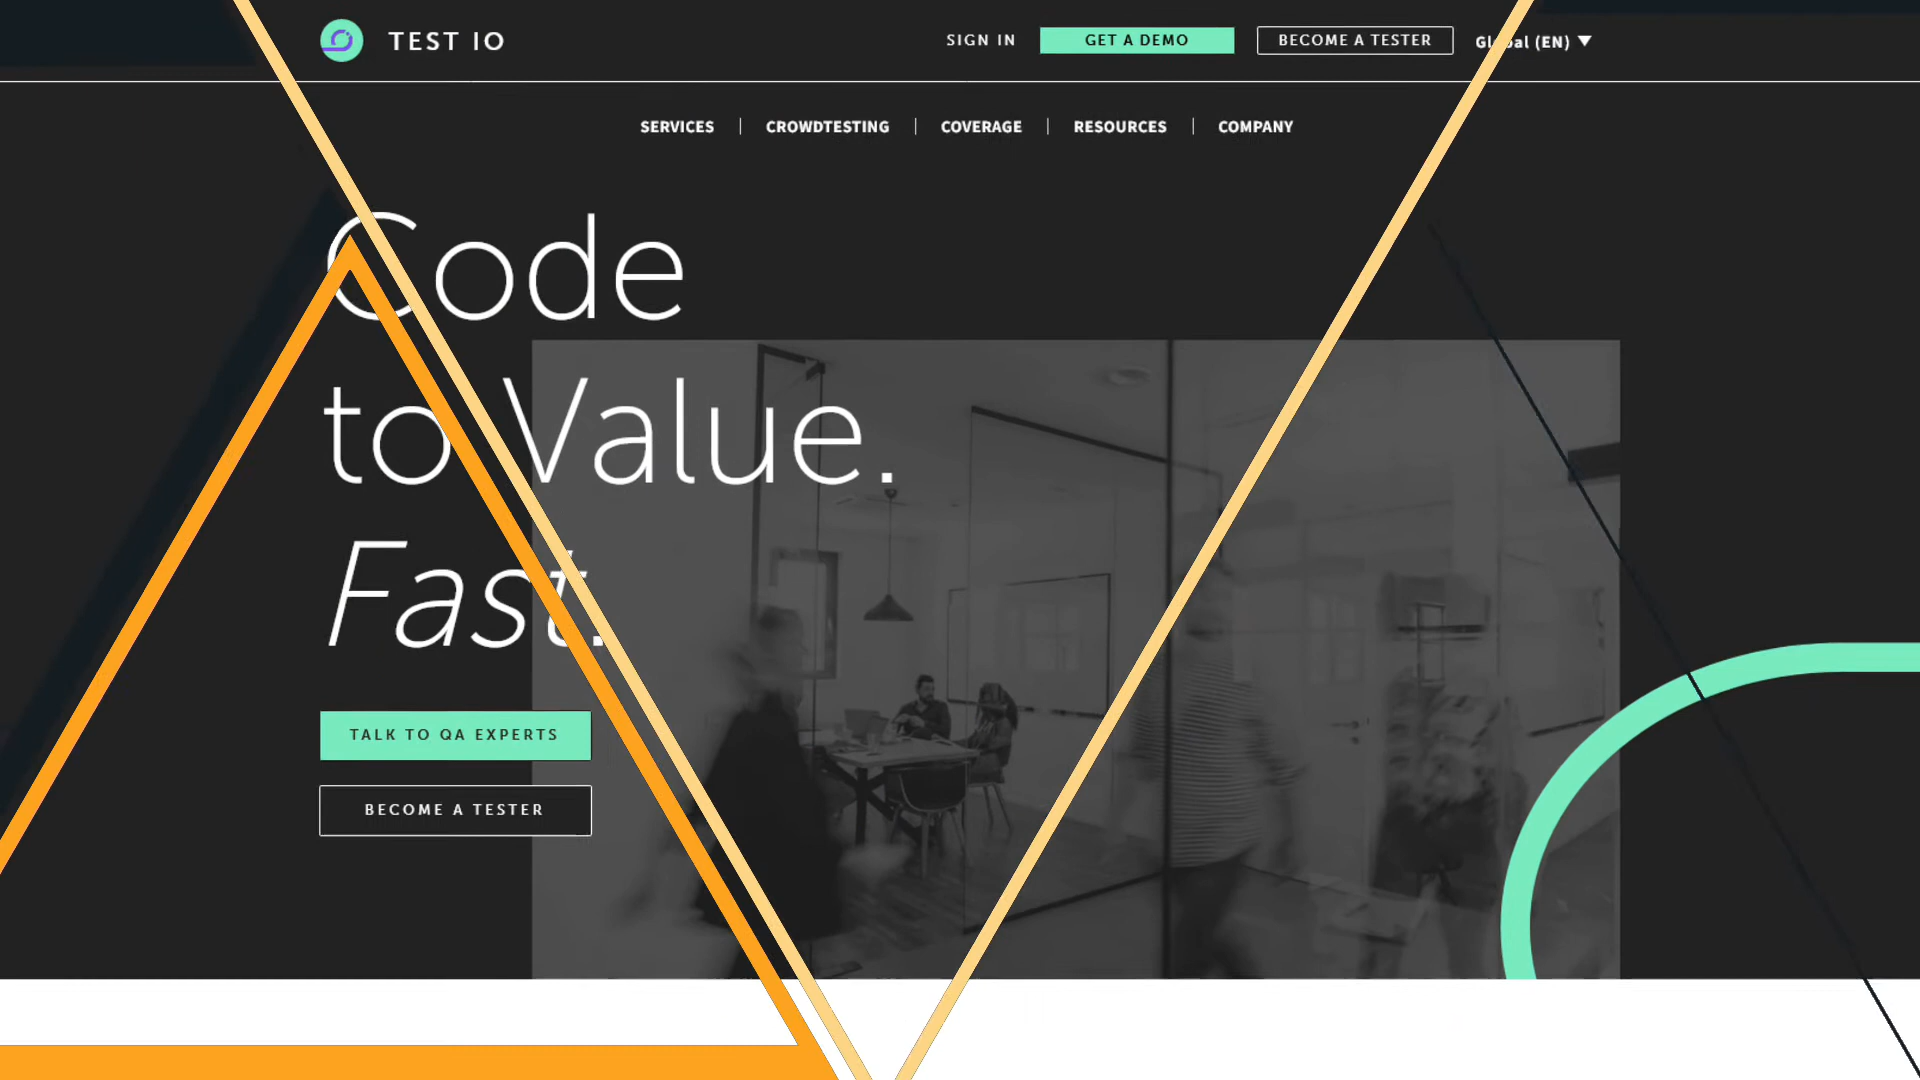 TEST IO
SIGN IN
GET A DEMO
BECOME A TESTER
Global (EN)
SERVICES
CROWDTESTING
COVERAGE
RESOURCES
COMPANY
Code
to Value.
Fast.
TALK TO QA EXPERTS
BECOME A TESTER